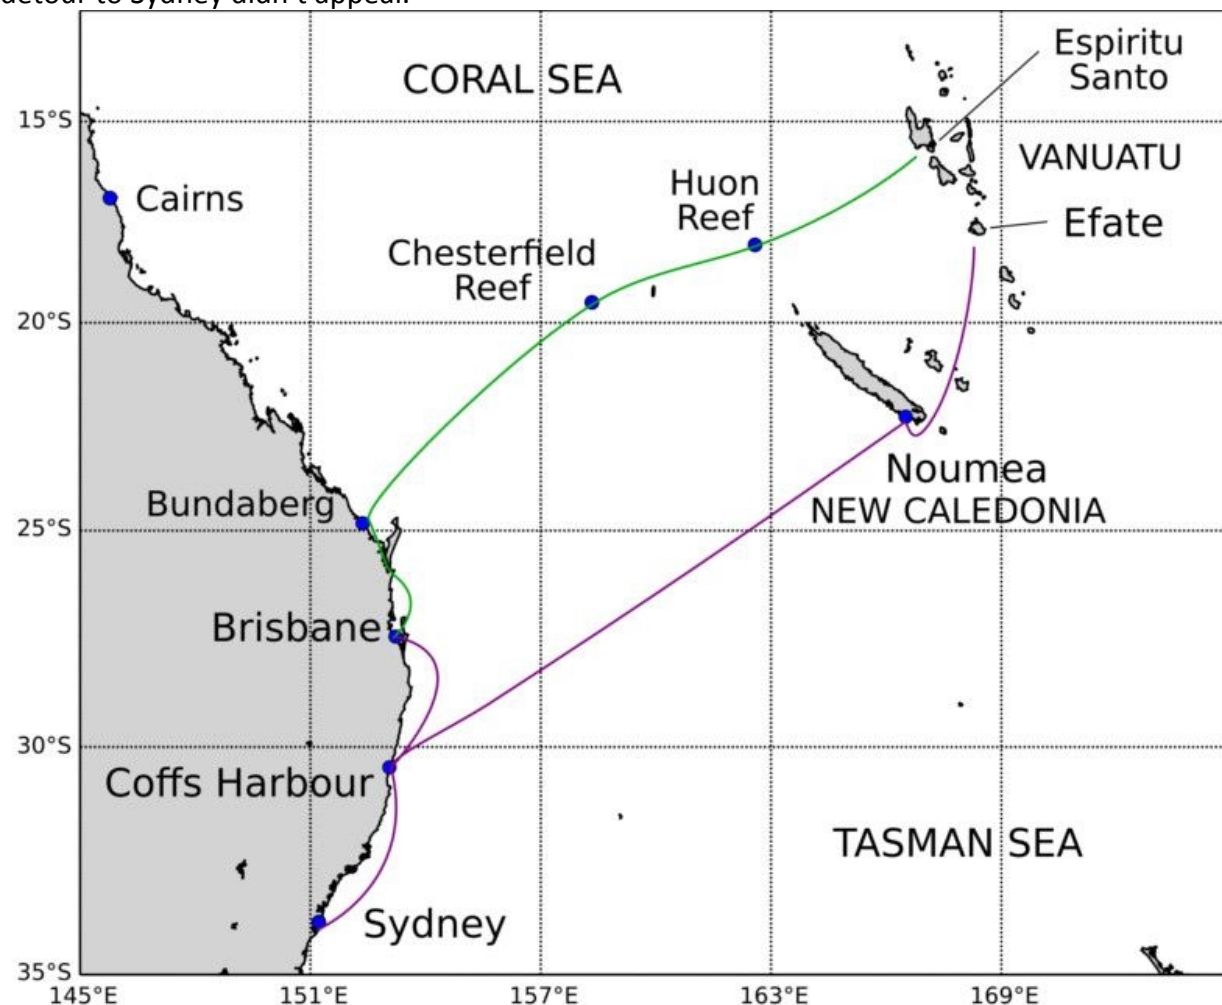 detour to Sydney didn't appeal.
Espiritu
Santo
CORAL SEA
15°S
VANUATU
Huon
Reef
Cairns
Efate
Chesterfield
Reef
20°S
Noumea
Bundaberg
NEW CALEDONIA
25°S
Brisbane
30°S
Coffs Harbour
TASMAN SEA
Sydney
35°S
145°E
151°E
157°E
163°E
169°E